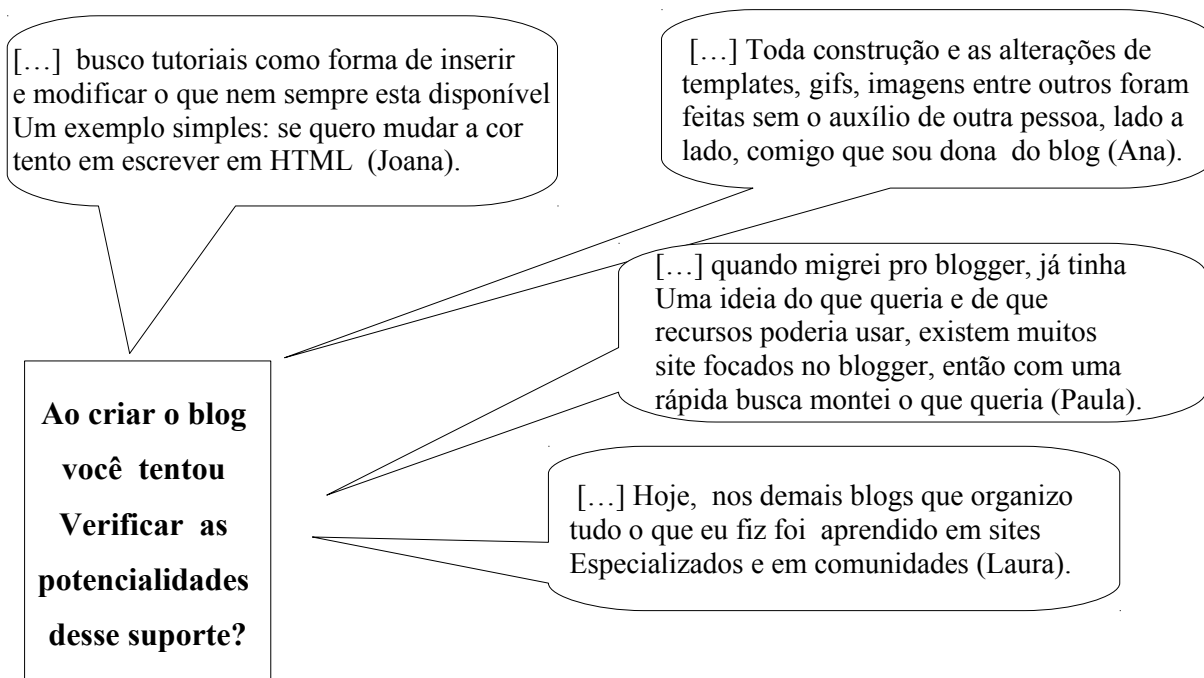 […] busco tutoriais como forma de inserir
e modificar o que nem sempre esta disponível
Um exemplo simples: se quero mudar a cor
tento em escrever em HTML (Joana).
[…] Toda construção e as alterações de
templates, gifs, imagens entre outros foram
feitas sem o auxílio de outra pessoa, lado a
lado, comigo que sou dona do blog (Ana).
[…] quando migrei pro blogger, já tinha
Uma ideia do que queria e de que
recursos poderia usar, existem muitos
site focados no blogger, então com uma
rápida busca montei o que queria (Paula).
[…] Hoje, nos demais blogs que organizo
tudo o que eu fiz foi aprendido em sites
Especializados e em comunidades (Laura).
Ao criar o blog
você tentou
Verificar as
potencialidades
desse suporte?